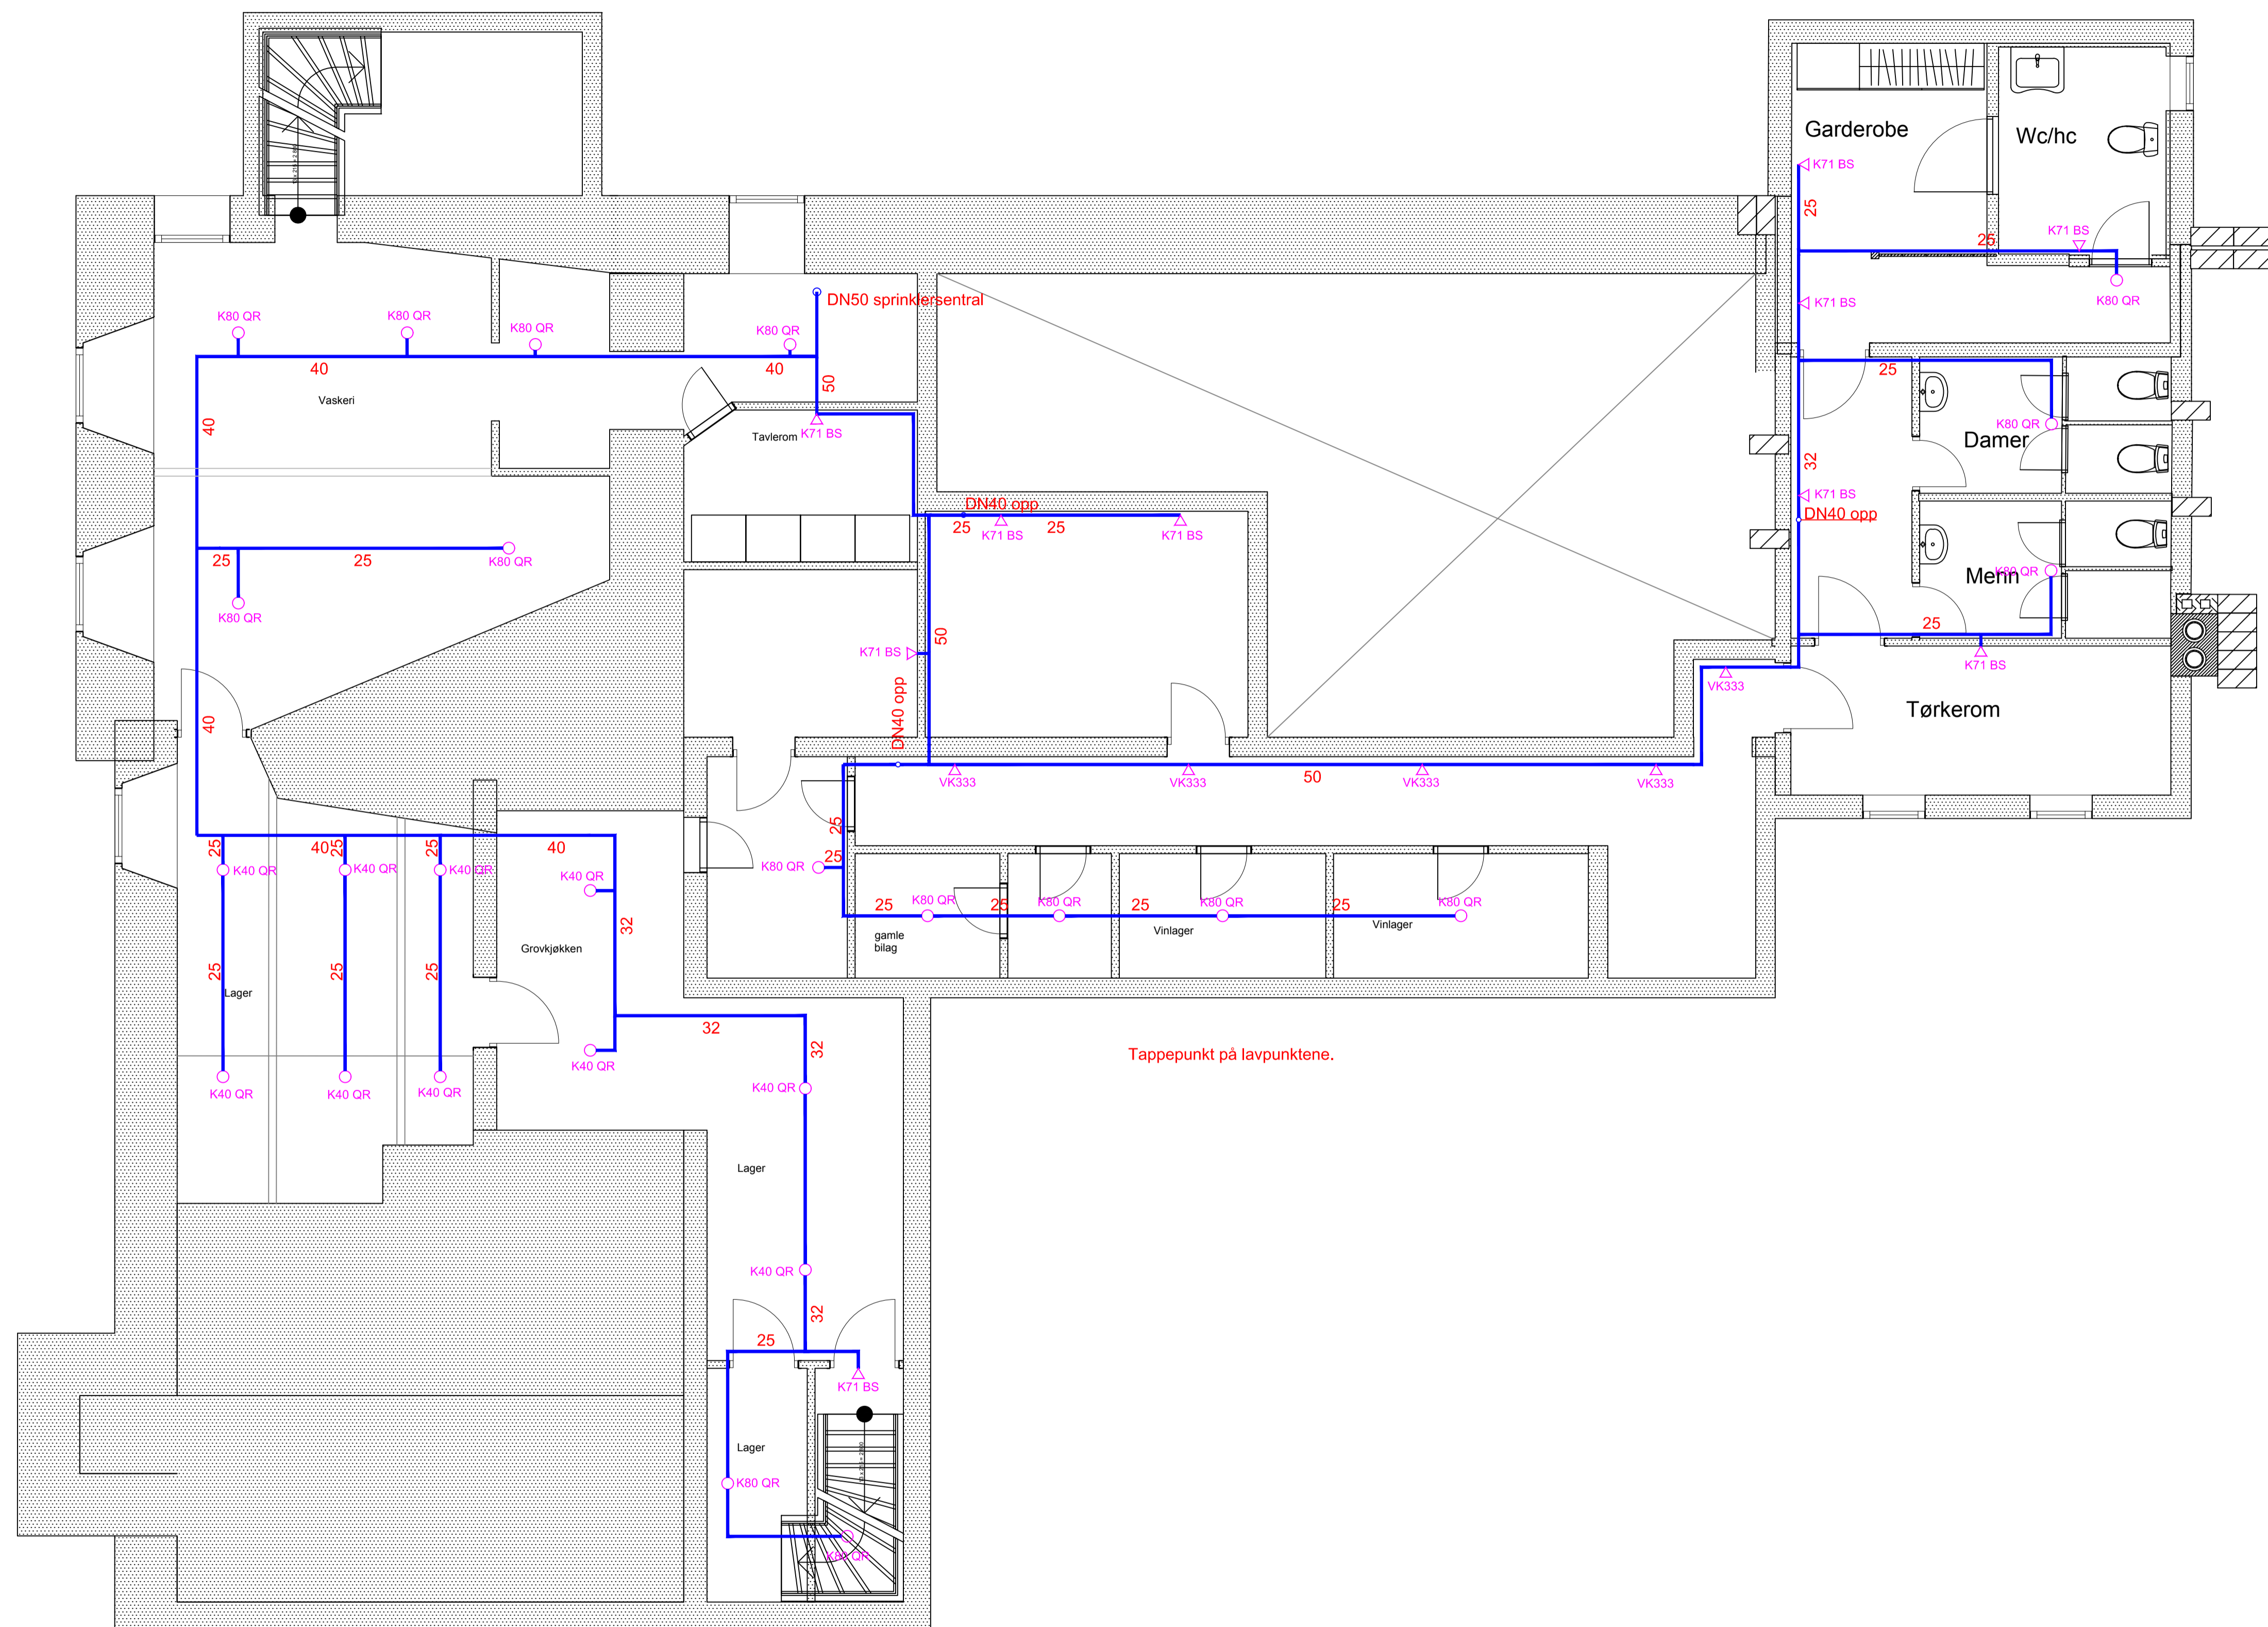 Garderobe
Wc/hc
K71 BS
25
K71 BS
25
K80 QR
K71 BS
DN50 sprinklersentral
K80 QR
K80 QR
K80 QR
K80 QR
40
40
50
25
Vaskeri
40
Tavlerom
K71 BS
K80 QR
Damer
32
K71 BS
DN40 opp
DN40 opp
25
25
K71 BS
K71 BS
25
25
K80 QR
K80 QR
Menn
K80 QR
25
50
K71 BS
K71 BS
VK333
DN40 opp
Tørkerom
40
VK333
VK333
50
VK333
VK333
25
25
40
25
25
40
25
K80 QR
K40 QR
K40 QR
K40 QR
K40 QR
25
25
25
25
K80 QR
K80 QR
K80 QR
K80 QR
32
gamle
bilag
Vinlager
Vinlager
Grovkjøkken
25
25
25
Lager
32
32
K40 QR
Tappepunkt på lavpunktene.
K40 QR
K40 QR
K40 QR
K40 QR
Lager
K40 QR
32
25
K71 BS
Lager
K80 QR
K80 QR